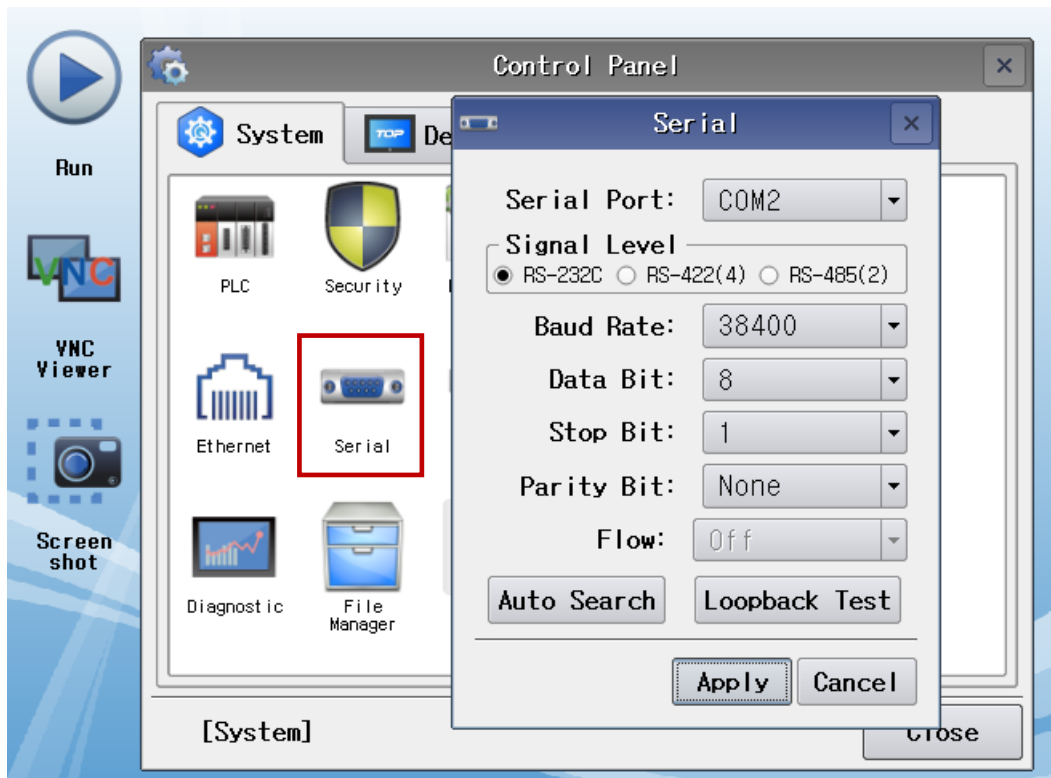 Control Panel
System
TOP
De
Serial
Run
Serial Port:
COM2
Signal Level
RS-232C
RS-422(4)
RS-485(2)
PLC
Security
Baud Rate:
38400
VNC
VNC
Viewer
Data Bit:
8
Stop Bit:
1
Ethernet
Serial
Parity Bit:
None
Flow:
Off
Screen
shot
Auto Search
Loopback Test
Diagnostic
File
Manager
Apply
Cancel
[System]
Close